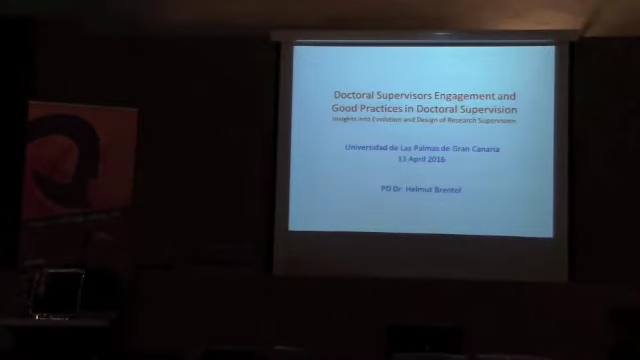 Doctoral Supervisors Engagement and
Good Practices in Doctoral Supervision
Insights into Evolution and Design of Research Supervision
Universidad de Las Palmas de Gran Canaria
13 April 2016
PD Dr. Helmut Brentel